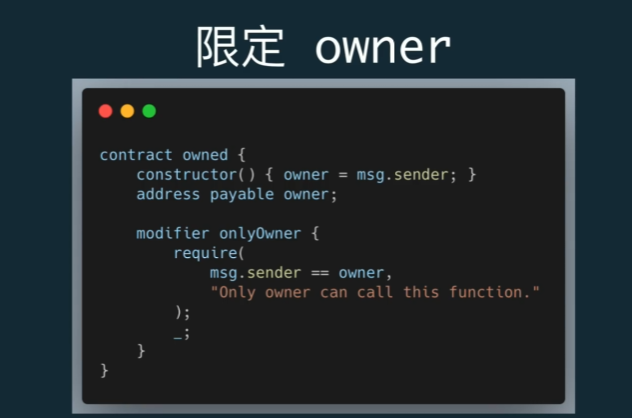 限定 owner
contract owned {
    constructor() { owner = msg.sender; }
    address payable owner;

    modifier onlyOwner {
        require(
            msg.sender == owner,
            "Only owner can call this function."
        );
        _;
    }
}